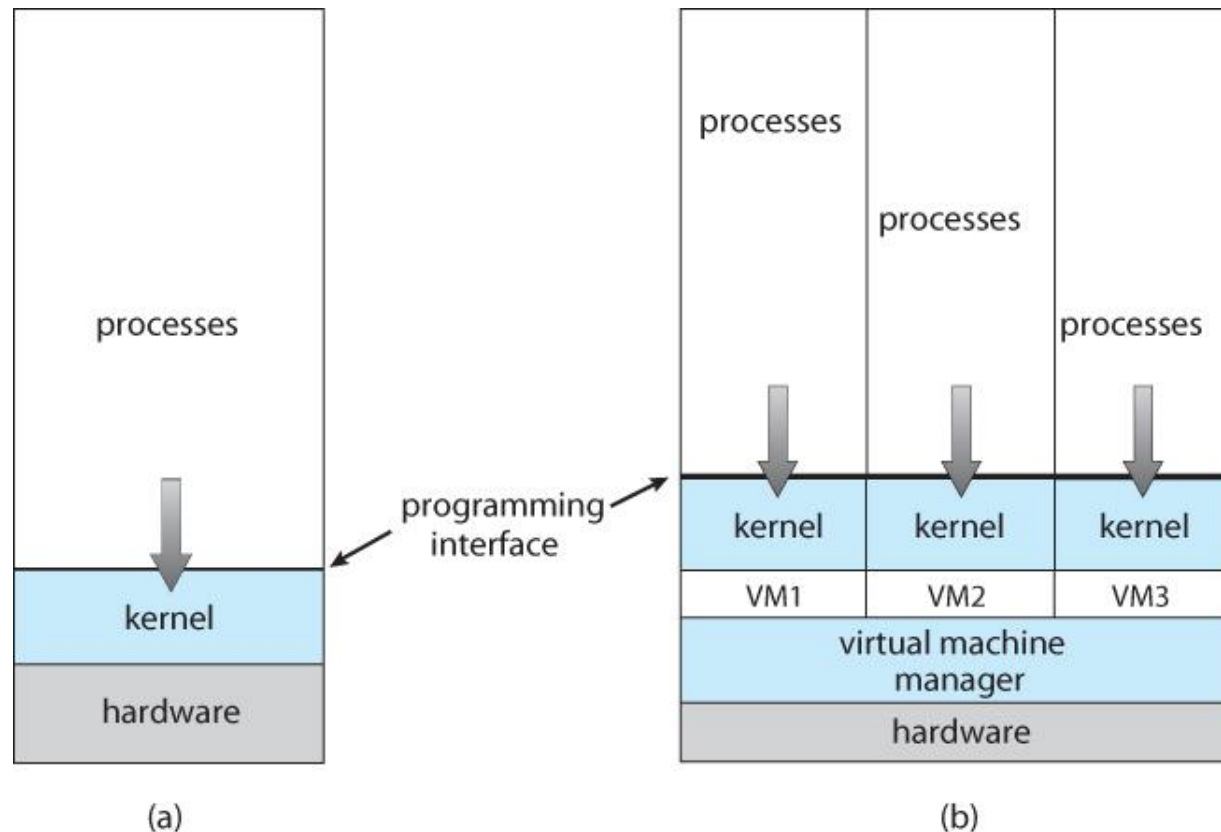 processes
kernel
hardware
(a)
programming
interface
processes
processes
processes
kernel
kernel
kernel
VM1
VM2
VM3
virtual machine
manager
hardware
(b)